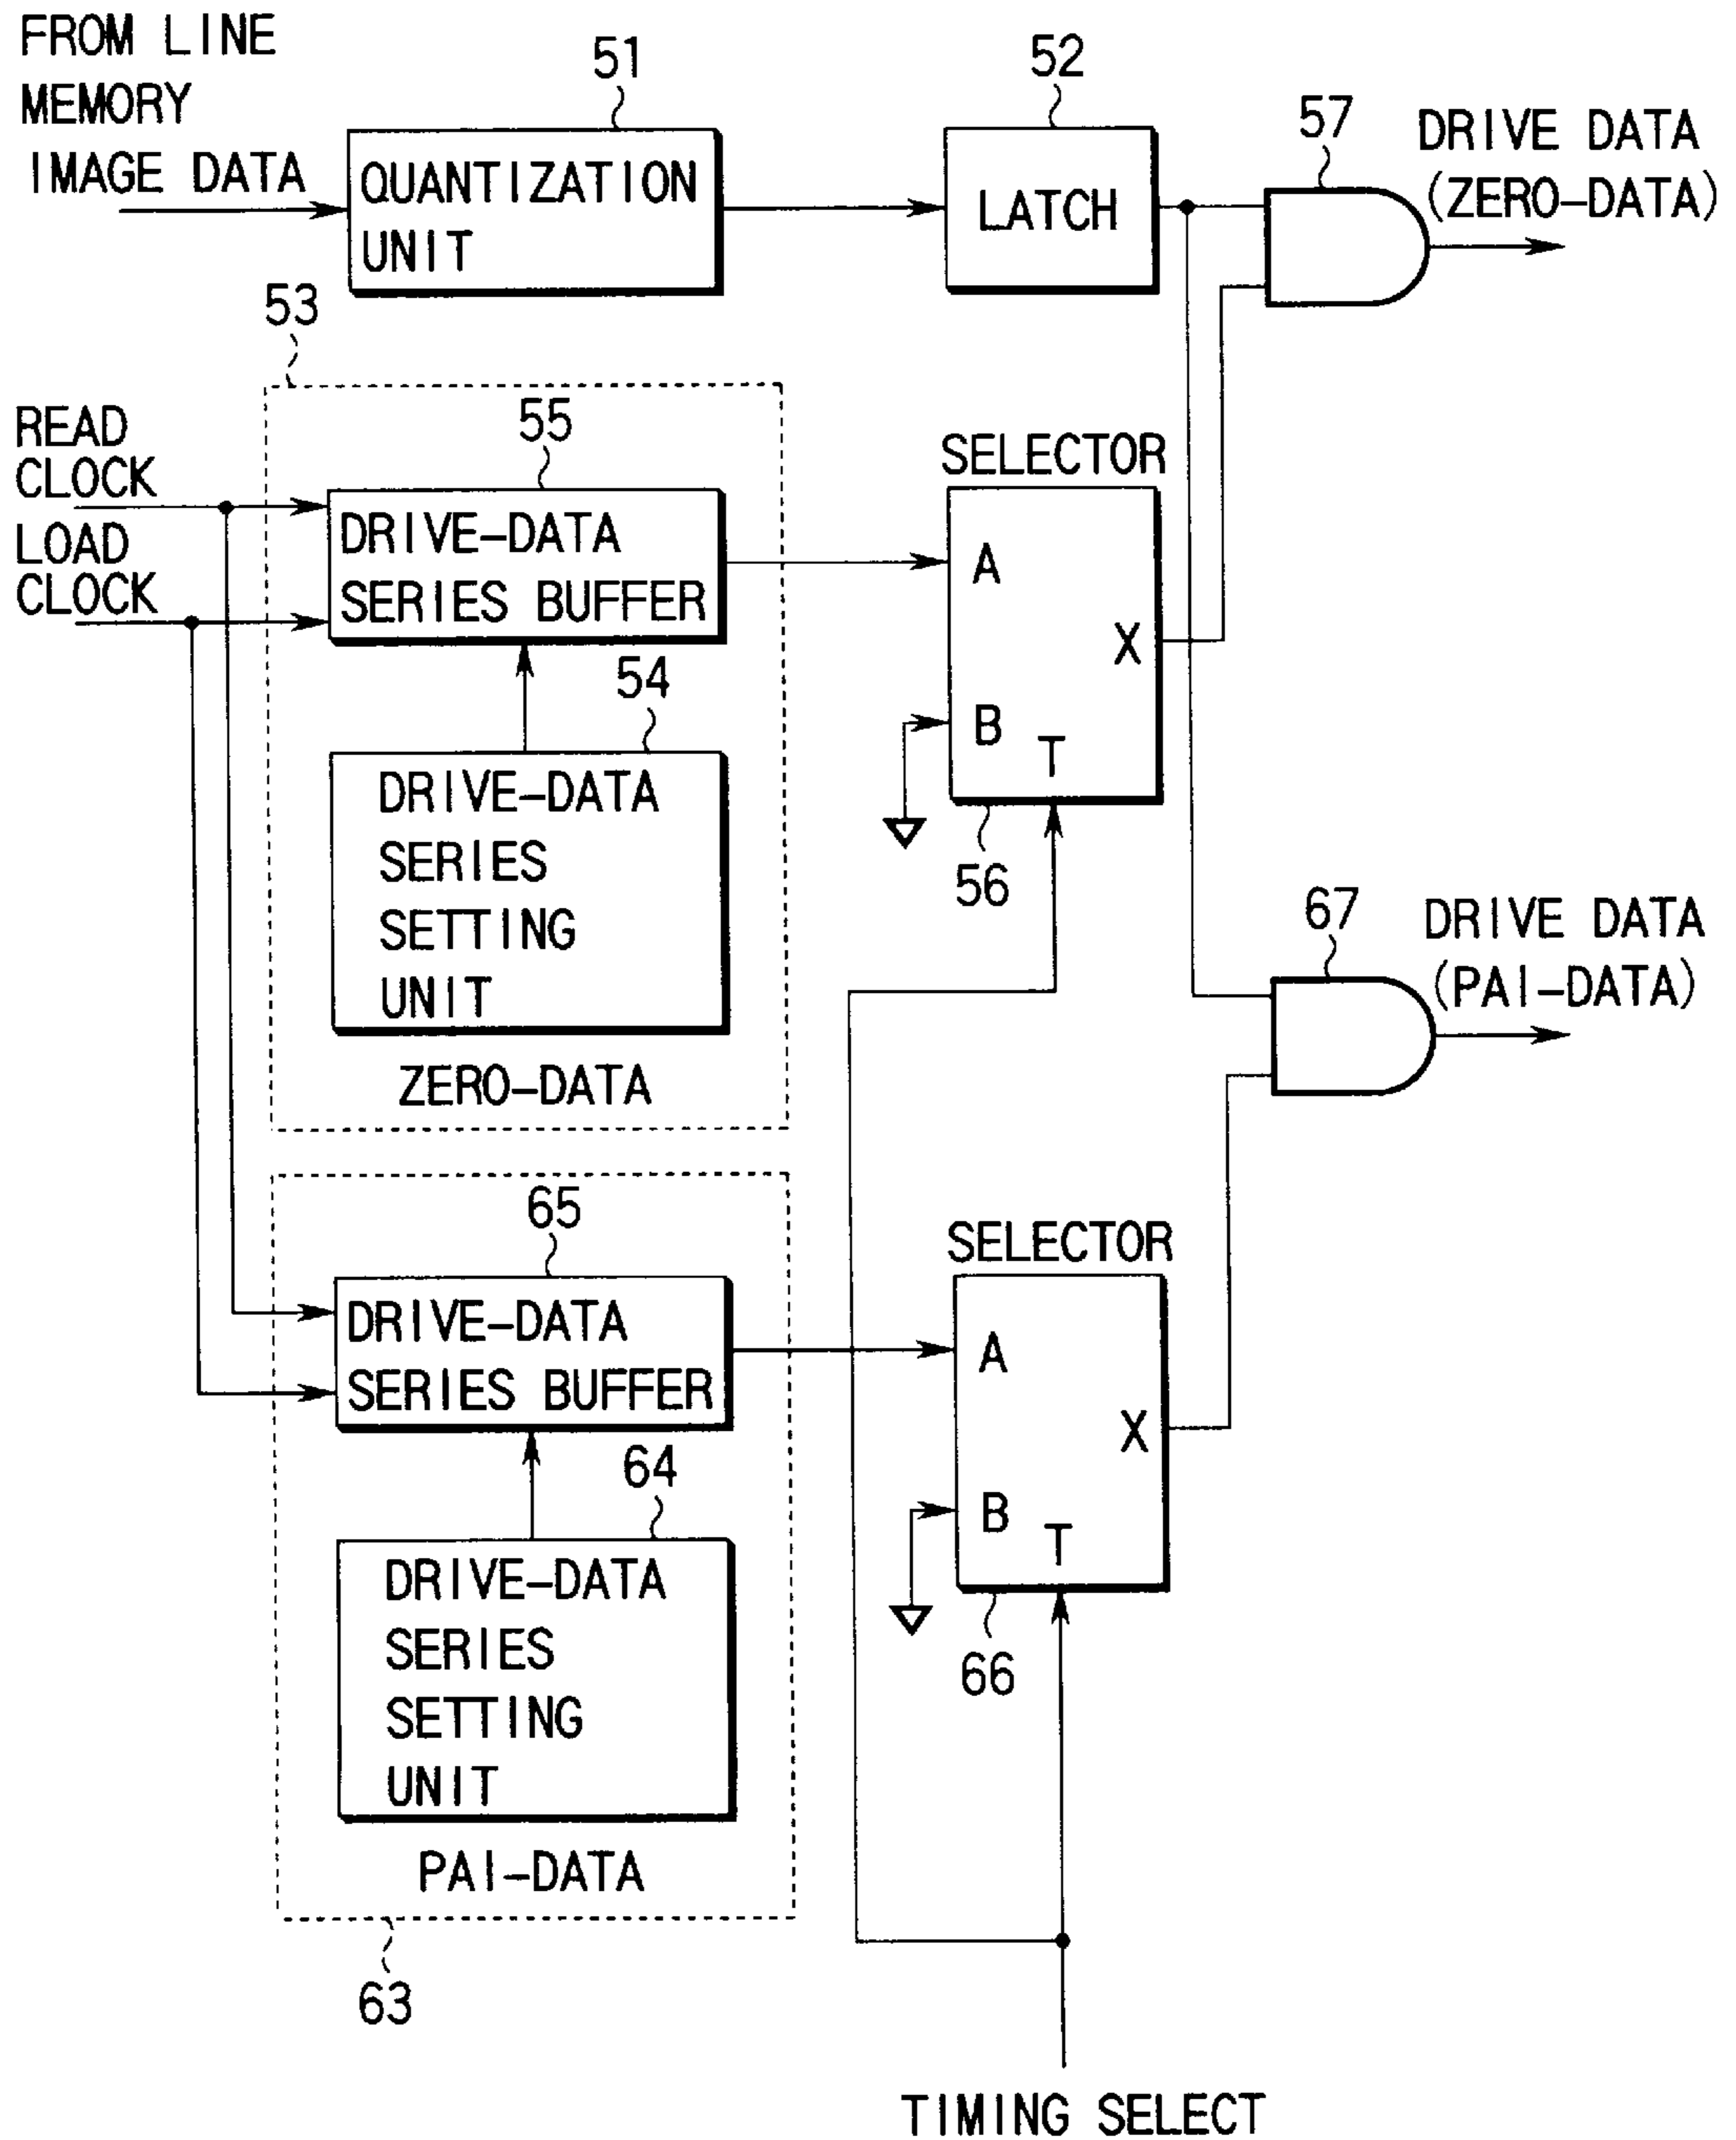 FROM LINE
MEMORY
IMAGE DATA
51
QUANTIZATION
UNIT
52
LATCH
57
DRIVE DATA
(ZERO-DATA)
53
READ
CLOCK
LOAD
CLOCK
55
DRIVE-DATA
SERIES BUFFER
54
DRIVE-DATA
SERIES
SETTING
UNIT
ZERO-DATA
SELECTOR
A
X
B
T
56
67
DRIVE DATA
(PAI-DATA)
65
DRIVE-DATA
SERIES BUFFER
64
DRIVE-DATA
SERIES
SETTING
UNIT
PAI-DATA
63
SELECTOR
A
X
B
T
66
TIMING SELECT